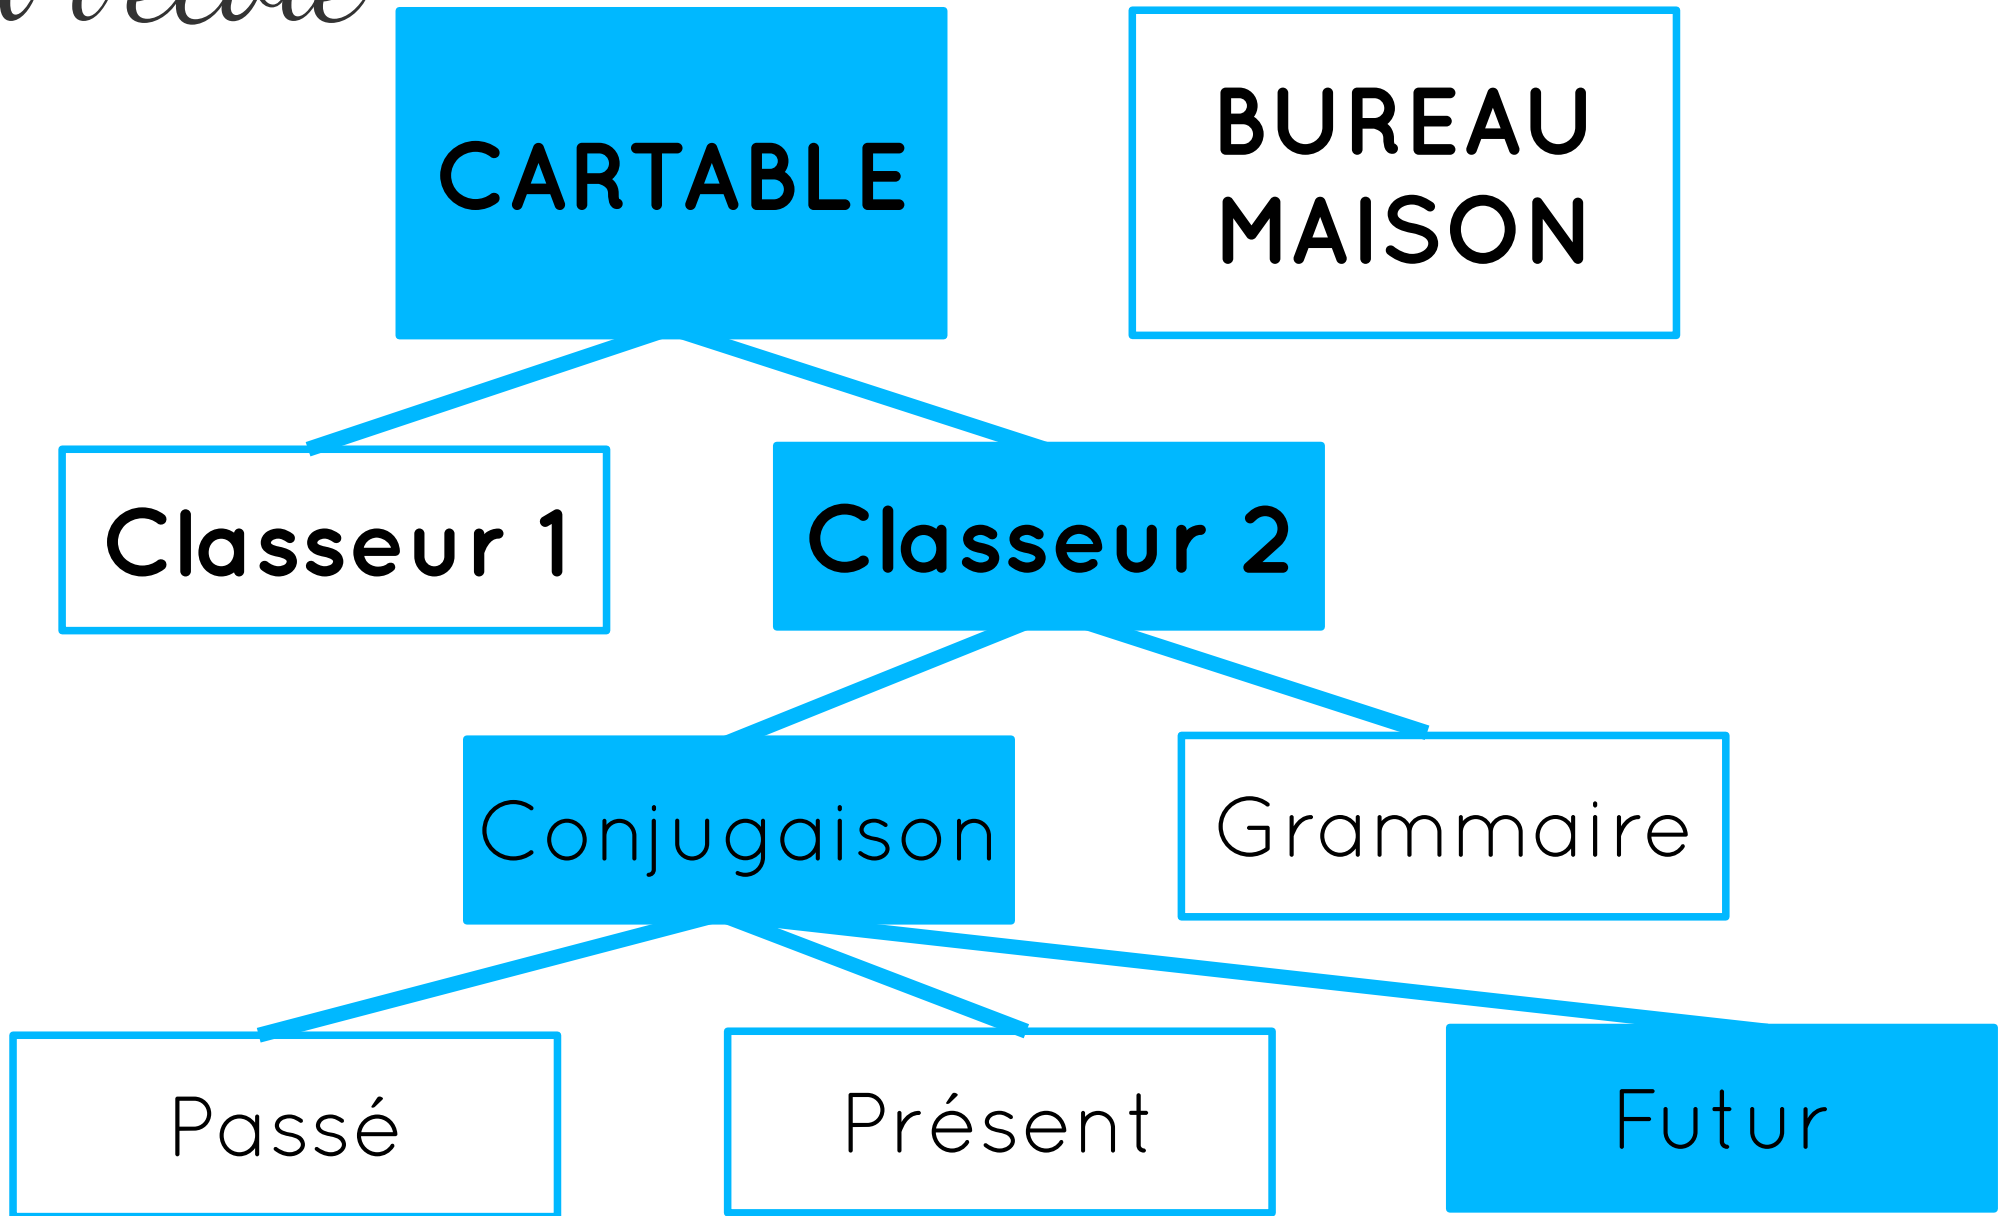 CARTABLE
BUREAU
MAISON
Classeur 1
Classeur 2
Conjugaison
Grammaire
Passé
Présent
Futur